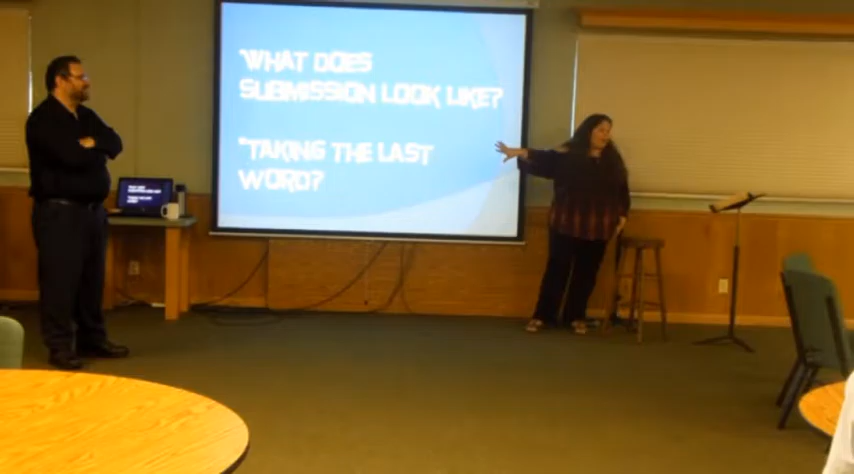 *WHAT DOES
SUBMISSION LOOK LIKE?
*TAKING THE LAST
WORD?